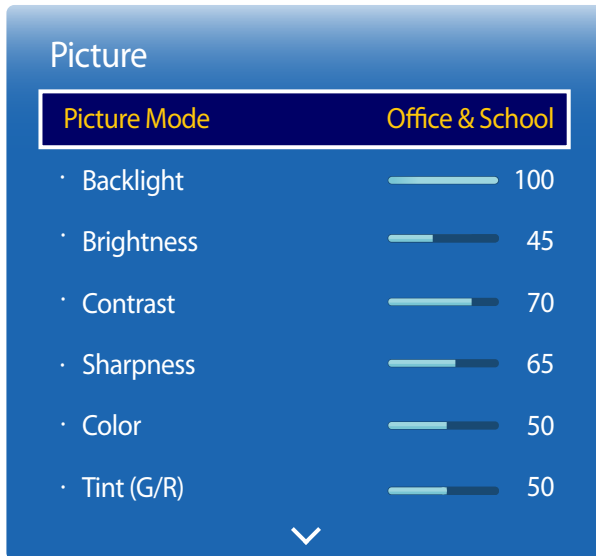 Picture
Picture Mode Office & School
· Backlight 100
· Brightness 45
· Contrast 70
· Sharpness 65
· Color 50
· Tint (G/R) 50